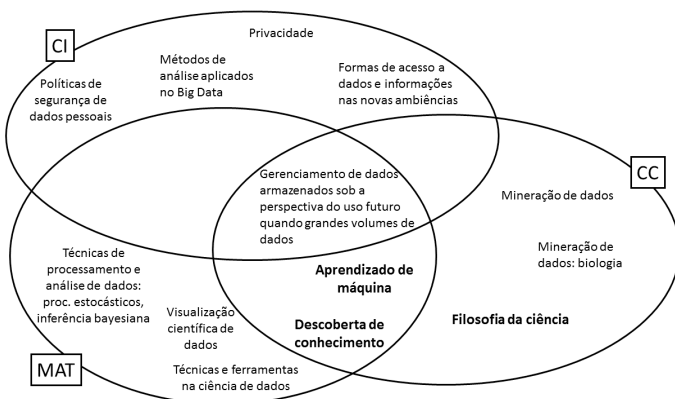 CI
Privacidade
Métodos de
análise aplicados
no Big Data
Formas de acesso a
dados e informações
nas novas ambiências
Políticas de
segurança de
dados pessoais
CC
Gerenciamento de dados
armazenados sob a
perspectiva do uso futuro
quando grandes volumes de
dados
Mineração de dados
Mineração de
dados: biologia
Técnicas de
processamento e
análise de dados:
proc. estocásticos,
inferência bayesiana
Aprendizado de
máquina
Visualização
científica de
dados
Descoberta de
conhecimento
Filosofia da ciência
MAT
Técnicas e ferramentas
na ciência de dados